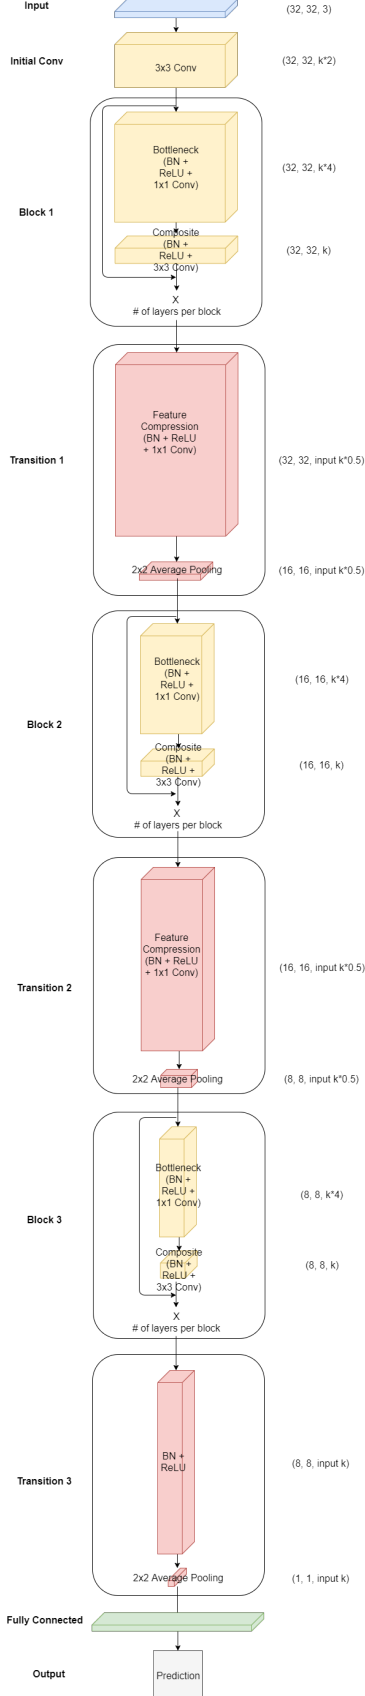 Input
(32, 32, 3)
Initial Conv
3x3 Conv
(32, 32, k*2)
Block 1
Bottleneck
(BN +
ReLU +
1x1 Conv)
(32, 32, k*4)
Composite
(BN +
ReLU +
3x3 Conv)
(32, 32, k)
X
# of layers per block
Transition 1
Feature
Compression
(BN + ReLU
+ 1x1 Conv)
(32, 32, input k*0.5)
2x2 Average Pooling
(16, 16, input k*0.5)
Block 2
Bottleneck
(BN +
ReLU +
1x1 Conv)
(16, 16, k*4)
Composite
(BN +
ReLU +
3x3 Conv)
(16, 16, k)
X
# of layers per block
Transition 2
Feature
Compression
(BN + ReLU
+ 1x1 Conv)
(16, 16, input k*0.5)
2x2 Average Pooling
(8, 8, input k*0.5)
Block 3
Bottleneck
(BN +
ReLU +
1x1 Conv)
(8, 8, k*4)
Composite
(BN +
ReLU +
3x3 Conv)
(8, 8, k)
X
# of layers per block
Transition 3
BN +
ReLU
(8, 8, input k)
2x2 Average Pooling
(1, 1, input k)
Fully Connected
Output
Prediction